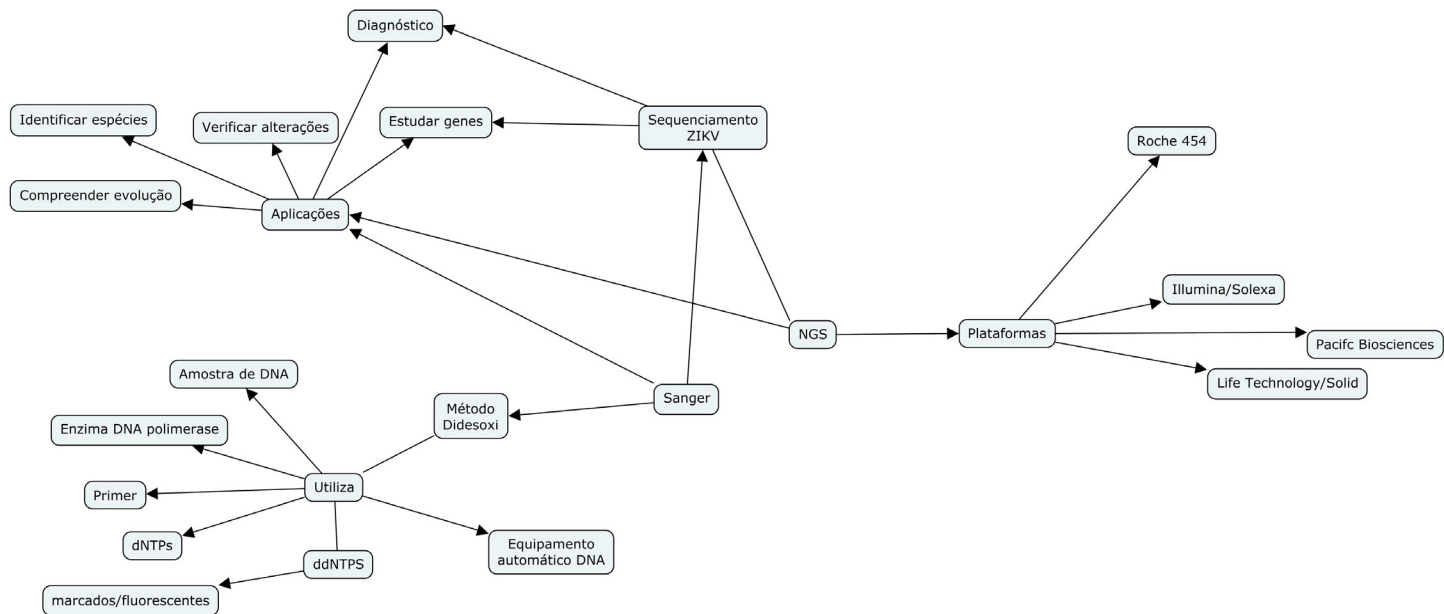 Diagnóstico
Identificar espécies
Verificar alterações
Estudar genes
Sequenciamento
ZIKV
Roche 454
Compreender evolução
Aplicações
Illumina/Solexa
NGS
Plataformas
Pacifc Biosciences
Life Technology/Solid
Amostra de DNA
Sanger
Método
Didesoxi
Enzima DNA polimerase
Utiliza
Primer
dNTPs
Equipamento
automático DNA
ddNTPS
marcados/fluorescentes